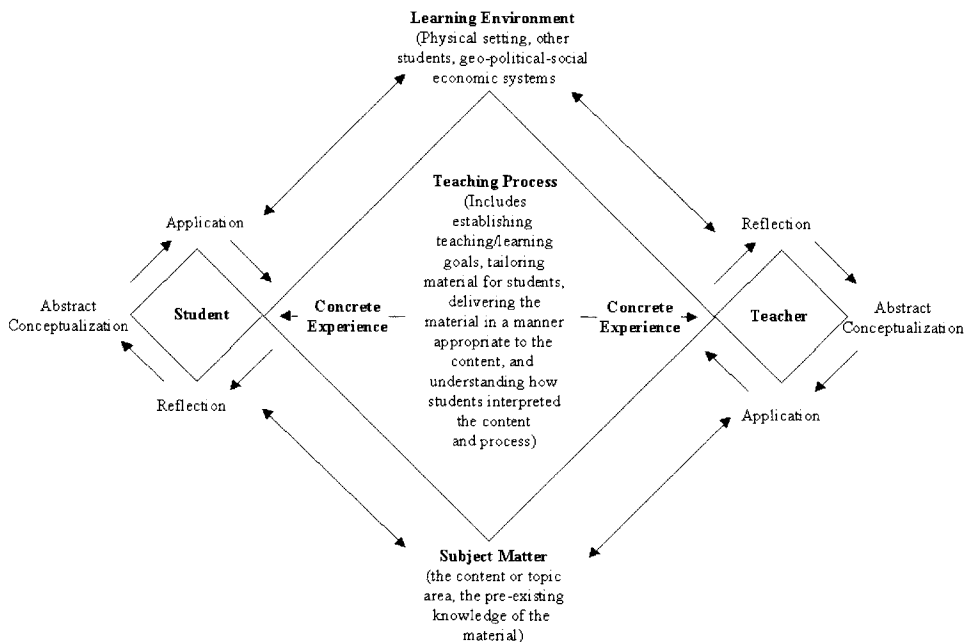 Learning Environment
(Physical setting, other
students, geo-political-social
economic systems
Teaching Process
(Includes
establishing
teaching/learning
goals, tailoring
material for students,
delivering the
material in a manner
appropriate to the
content, and
understanding how
students interpreted
the content
and process)
Application
Abstract
Conceptualization
Student
Reflection
Concrete
Experience
Concrete
Experience
Reflection
Teacher
Abstract
Conceptualization
Application
Subject Matter
(the content or topic
area, the pre-existing
knowledge of the
material)